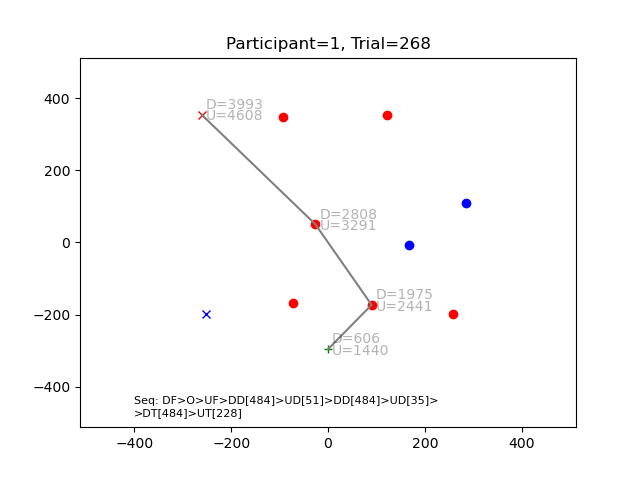 Participant=1, Trial=268
D=3993
U=4608
D=2808
U=3291
D=1975
U=2441
D=606
U=1440
400
200
0
−200
−400
Seq: DF>O>UF>DD[484]>UD[51]>DD[484]>UD[35]>
>DT[484]>UT[228]
−400 −200 0 200 400